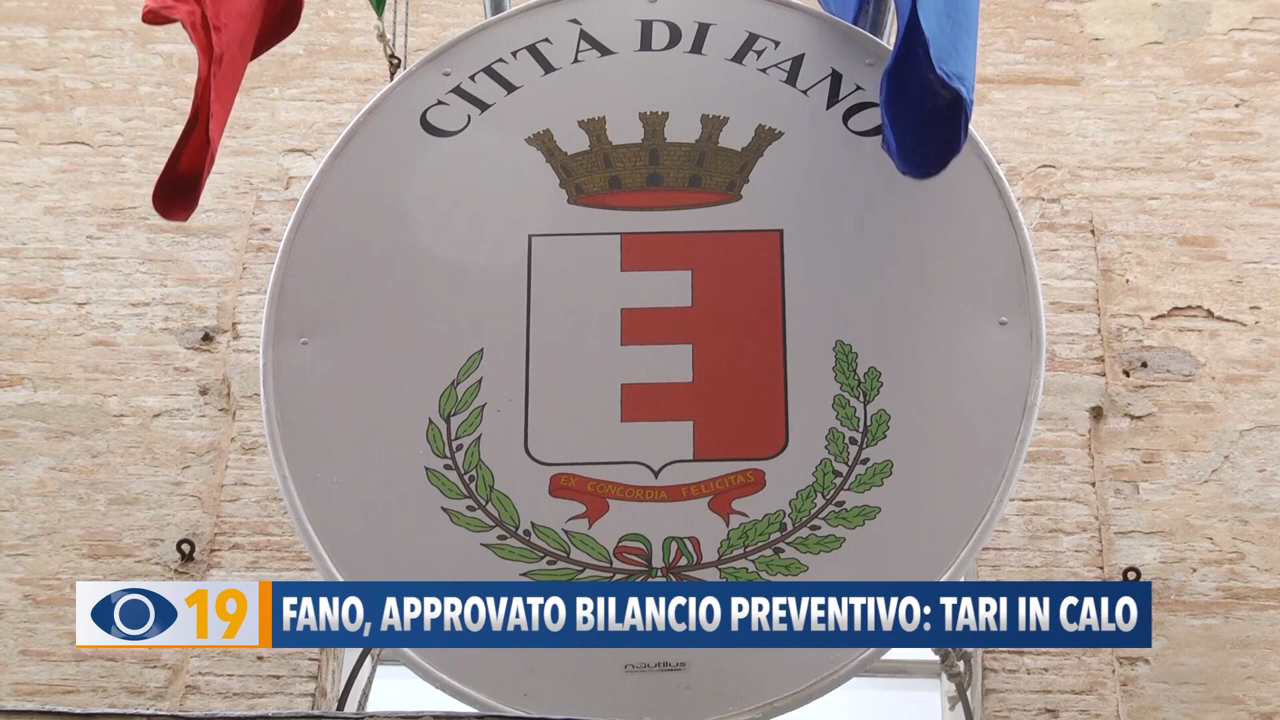 CITTÀ DI FANO
EX CONCORDIA FELICITAS
19
FANO, APPROVATO BILANCIO PREVENTIVO: TARI IN CALO
nautilus